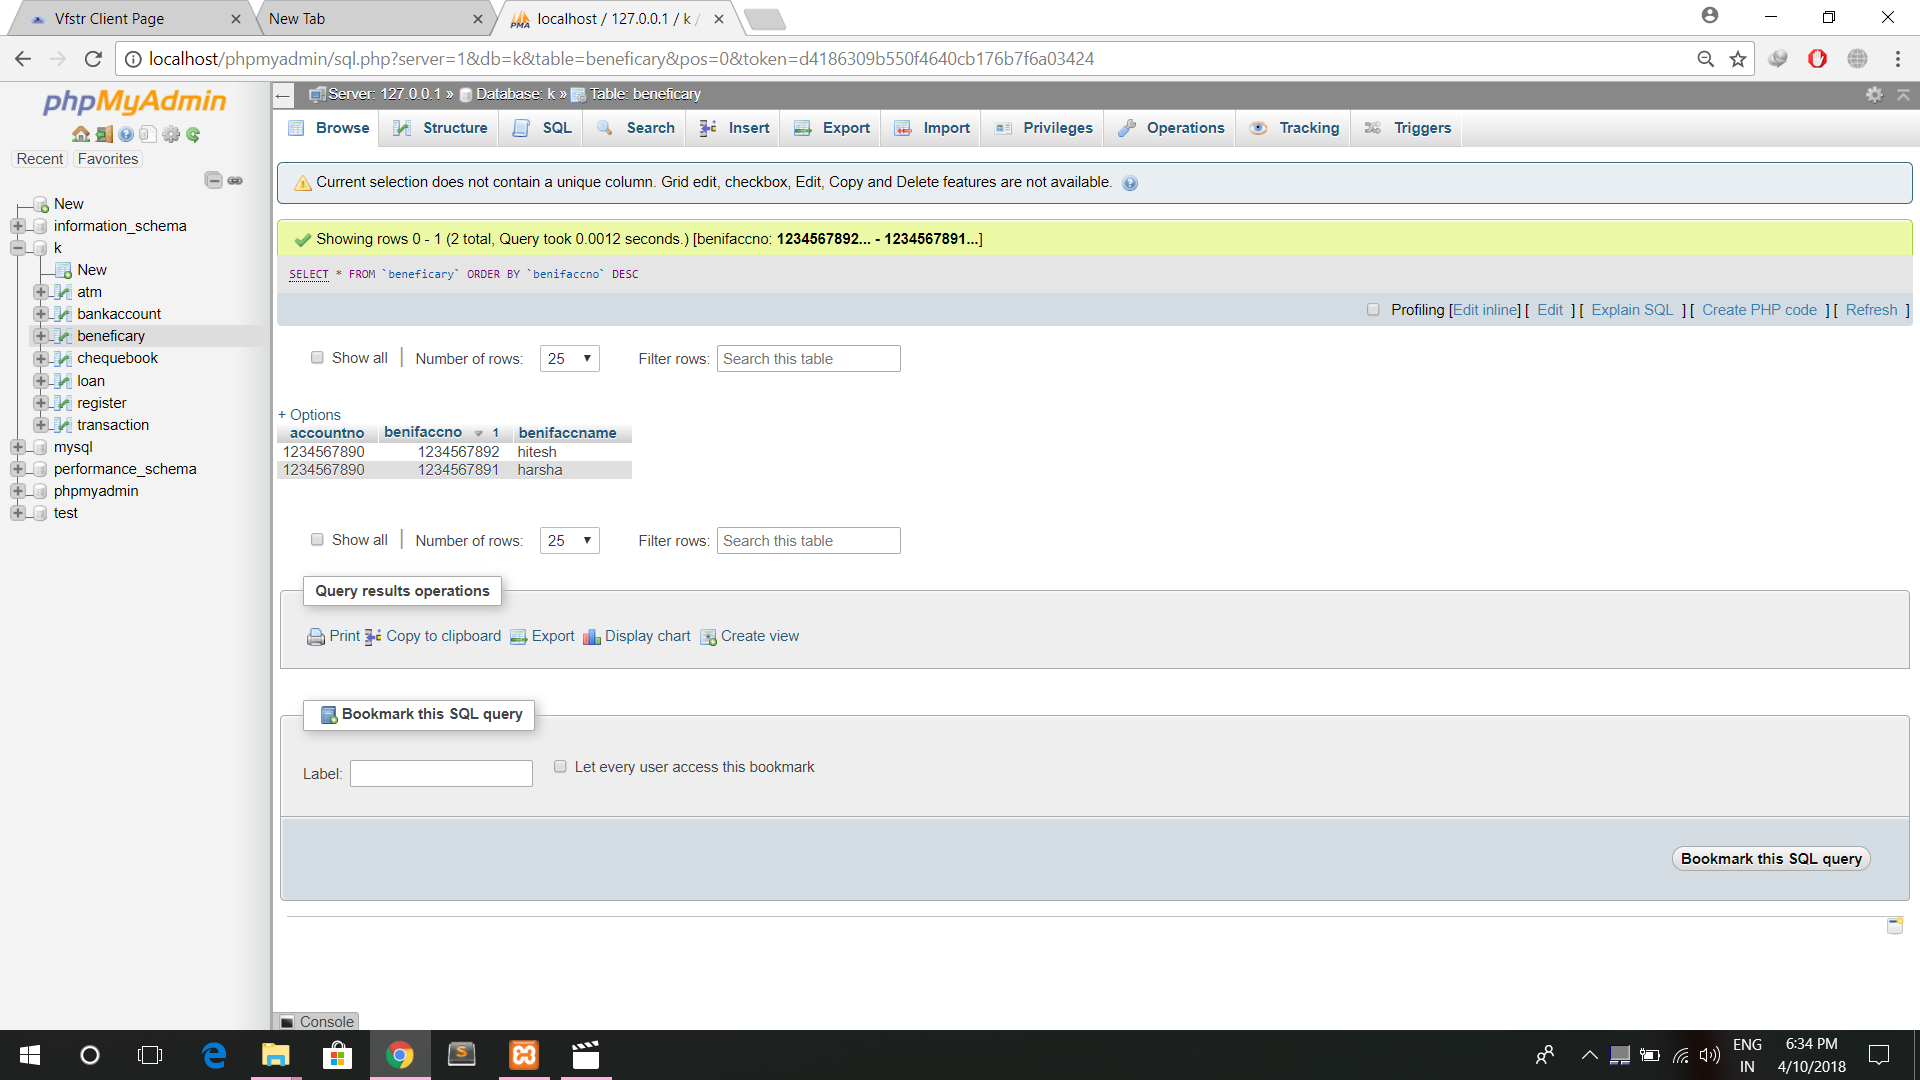 Vfstr Client Page
New Tab
localhost / 127.0.0.1 / k /
localhost/phpmyadmin/sql.php?server=1&db=k&table=beneficary&pos=0&token=d4186309b550f4640cb176b7f6a03424
phpMyAdmin
Recent Favorites
New
information_schema
k
New
atm
bankaccount
beneficary
chequebook
loan
register
transaction
mysql
performance_schema
phpmyadmin
test
Server: 127.0.0.1 » Database: k » Table: beneficary
Browse Structure SQL Search Insert Export Import Privileges Operations Tracking Triggers
Current selection does not contain a unique column. Grid edit, checkbox, Edit, Copy and Delete features are not available.
Showing rows 0 - 1 (2 total, Query took 0.0012 seconds.) [benifaccno: 1234567892... - 1234567891...]
SELECT * FROM `beneficary` ORDER BY `benifaccno` DESC
Profiling [Edit inline] [ Edit ] [ Explain SQL ] [ Create PHP code ] [ Refresh ]
Show all Number of rows: 25 Filter rows: Search this table
+ Options
accountno benifaccno 1 benifaccname
1234567890 1234567892 hitesh
1234567890 1234567891 harsha
Show all Number of rows: 25 Filter rows: Search this table
Query results operations
Print Copy to clipboard Export Display chart Create view
Bookmark this SQL query
Label: Let every user access this bookmark
Bookmark this SQL query
Console
ENG
IN
6:34 PM
4/10/2018